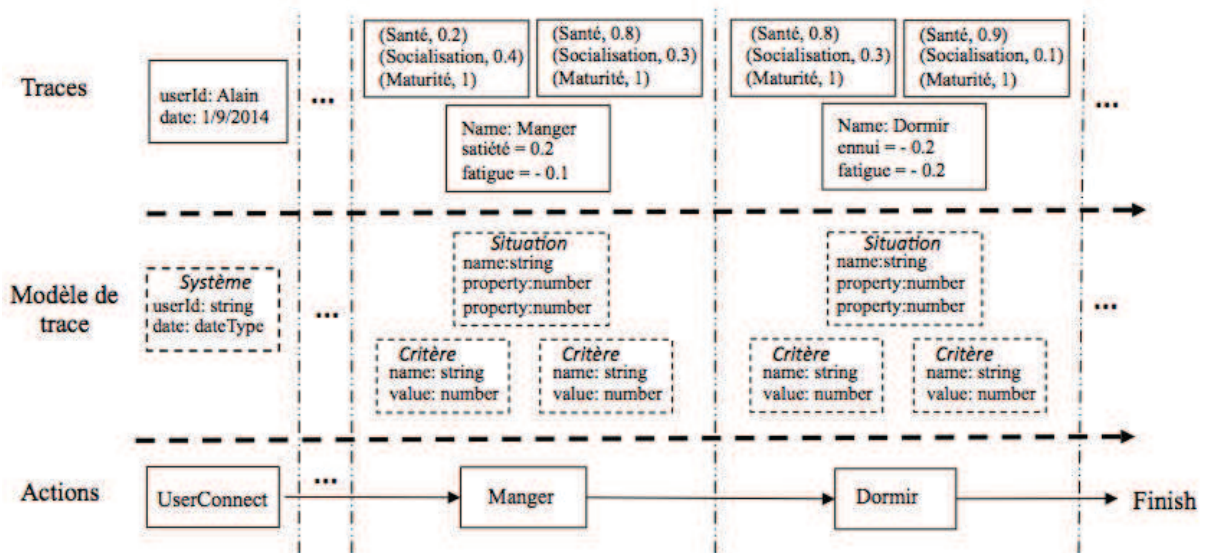 Traces
userId: Alain
date: 1/9/2014
...
(Santé, 0.2)
(Socialisation, 0.4)
(Maturité, 1)
(Santé, 0.8)
(Socialisation, 0.3)
(Maturité, 1)
Name: Manger
satiété = 0.2
fatigue = - 0.1
(Santé, 0.8)
(Socialisation, 0.3)
(Maturité, 1)
(Santé, 0.9)
(Socialisation, 0.1)
(Maturité, 1)
Name: Dormir
ennui = - 0.2
fatigue = - 0.2
...
Modèle de
trace
Système
userId: string
date: dateType
...
Situation
name:string
property:number
property:number
Critère
name: string
value: number
Critère
name: string
value: number
Situation
name:string
property:number
property:number
Critère
name: string
value: number
Critère
name: string
value: number
...
Actions
UserConnect
...
Manger
Dormir
Finish